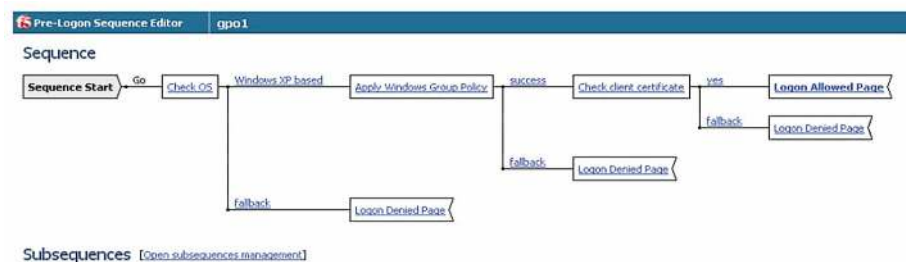 f5 Pre-Logon Sequence Editor gpo1
Sequence
Sequence Start Go Check OS Windows XP based Apply Windows Group Policy success Check client certificate yes Logon Allowed Page
fallback Logon Denied Page
fallback Logon Denied Page
fallback Logon Denied Page
Subsequences [Open subsequences management]